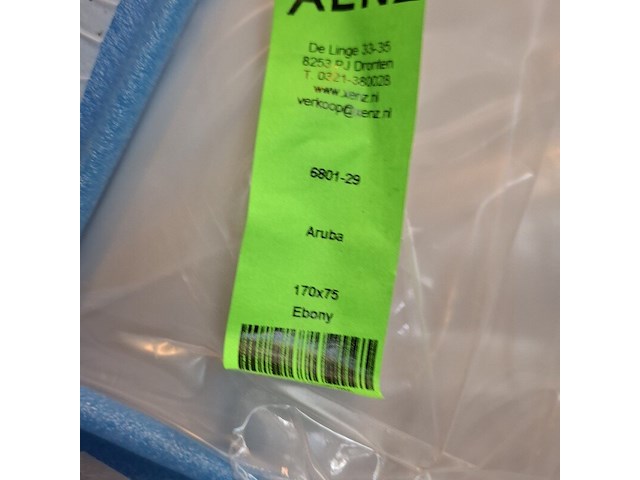 XENZ
De Linge 33-35
8253 PJ Dronten
T. 0321-380028
www.xenz.nl
verkoop@xenz.nl
6801-29
Aruba
170x75
Ebony